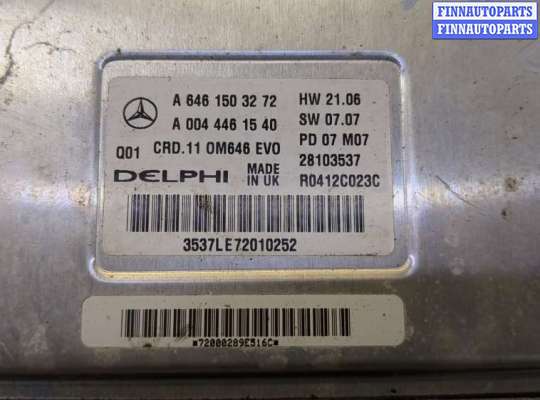 FINNAUTOPARTS
FINNAUTOPARTS
A 646 150 32 72 HW 21.06
A 004 446 15 40 SW 07.07
Q01 CRD.11 OM646 EVO PD 07 M07
28103537
DELPHI MADE IN UK R0412C023C
3537LE72010252
*72000289E516C*